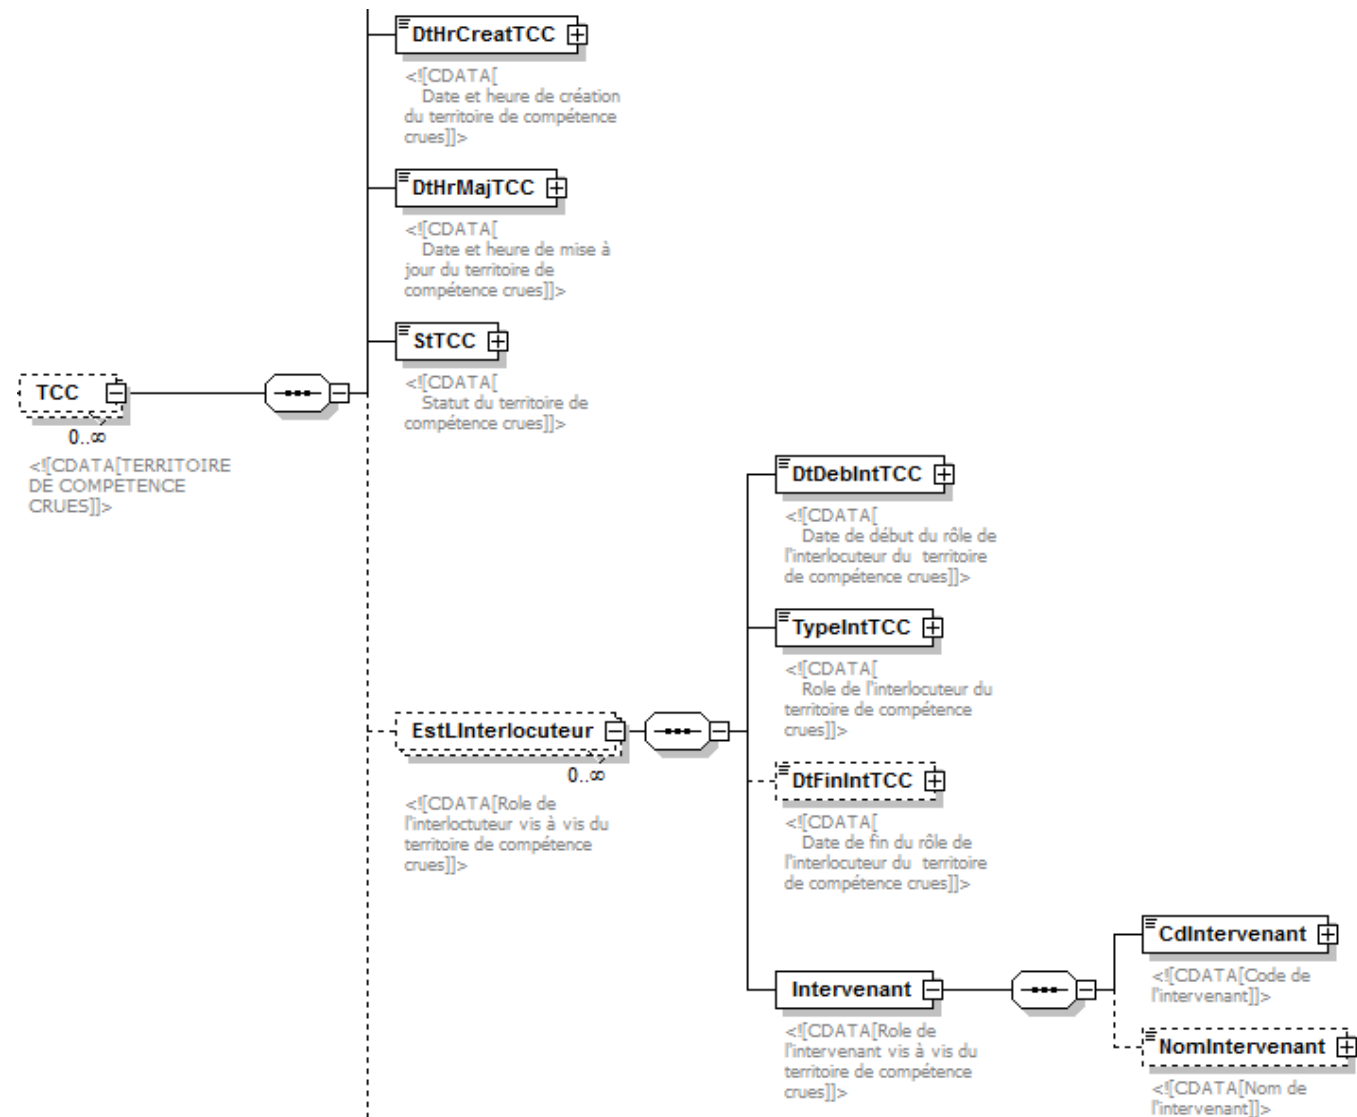 DtHrCreatTCC
<![CDATA[
Date et heure de création
du territoire de compétence
crues]]>
DtHrMajTCC
<![CDATA[
Date et heure de mise à
jour du territoire de
compétence crues]]>
StTCC
<![CDATA[
Statut du territoire de
compétence crues]]>
TCC
0..∞
<![CDATA[TERRITOIRE
DE COMPETENCE
CRUES]]>
DtDebIntTCC
<![CDATA[
Date de début du rôle de
l'interlocuteur du  territoire
de compétence crues]]>
TypeIntTCC
<![CDATA[
Role de l'interlocuteur du
territoire de compétence
crues]]>
EstLInterlocuteur
0..∞
<![CDATA[Role de
l'interloctuteur vis à vis du
territoire de compétence
crues]]>
DtFinIntTCC
<![CDATA[
Date de fin du rôle de
l'interlocuteur du  territoire
de compétence crues]]>
Intervenant
<![CDATA[Role de
l'intervenant vis à vis du
territoire de compétence
crues]]>
CdIntervenant
<![CDATA[Code de
l'intervenant]]>
NomIntervenant
<![CDATA[Nom de
l'intervenant]]>